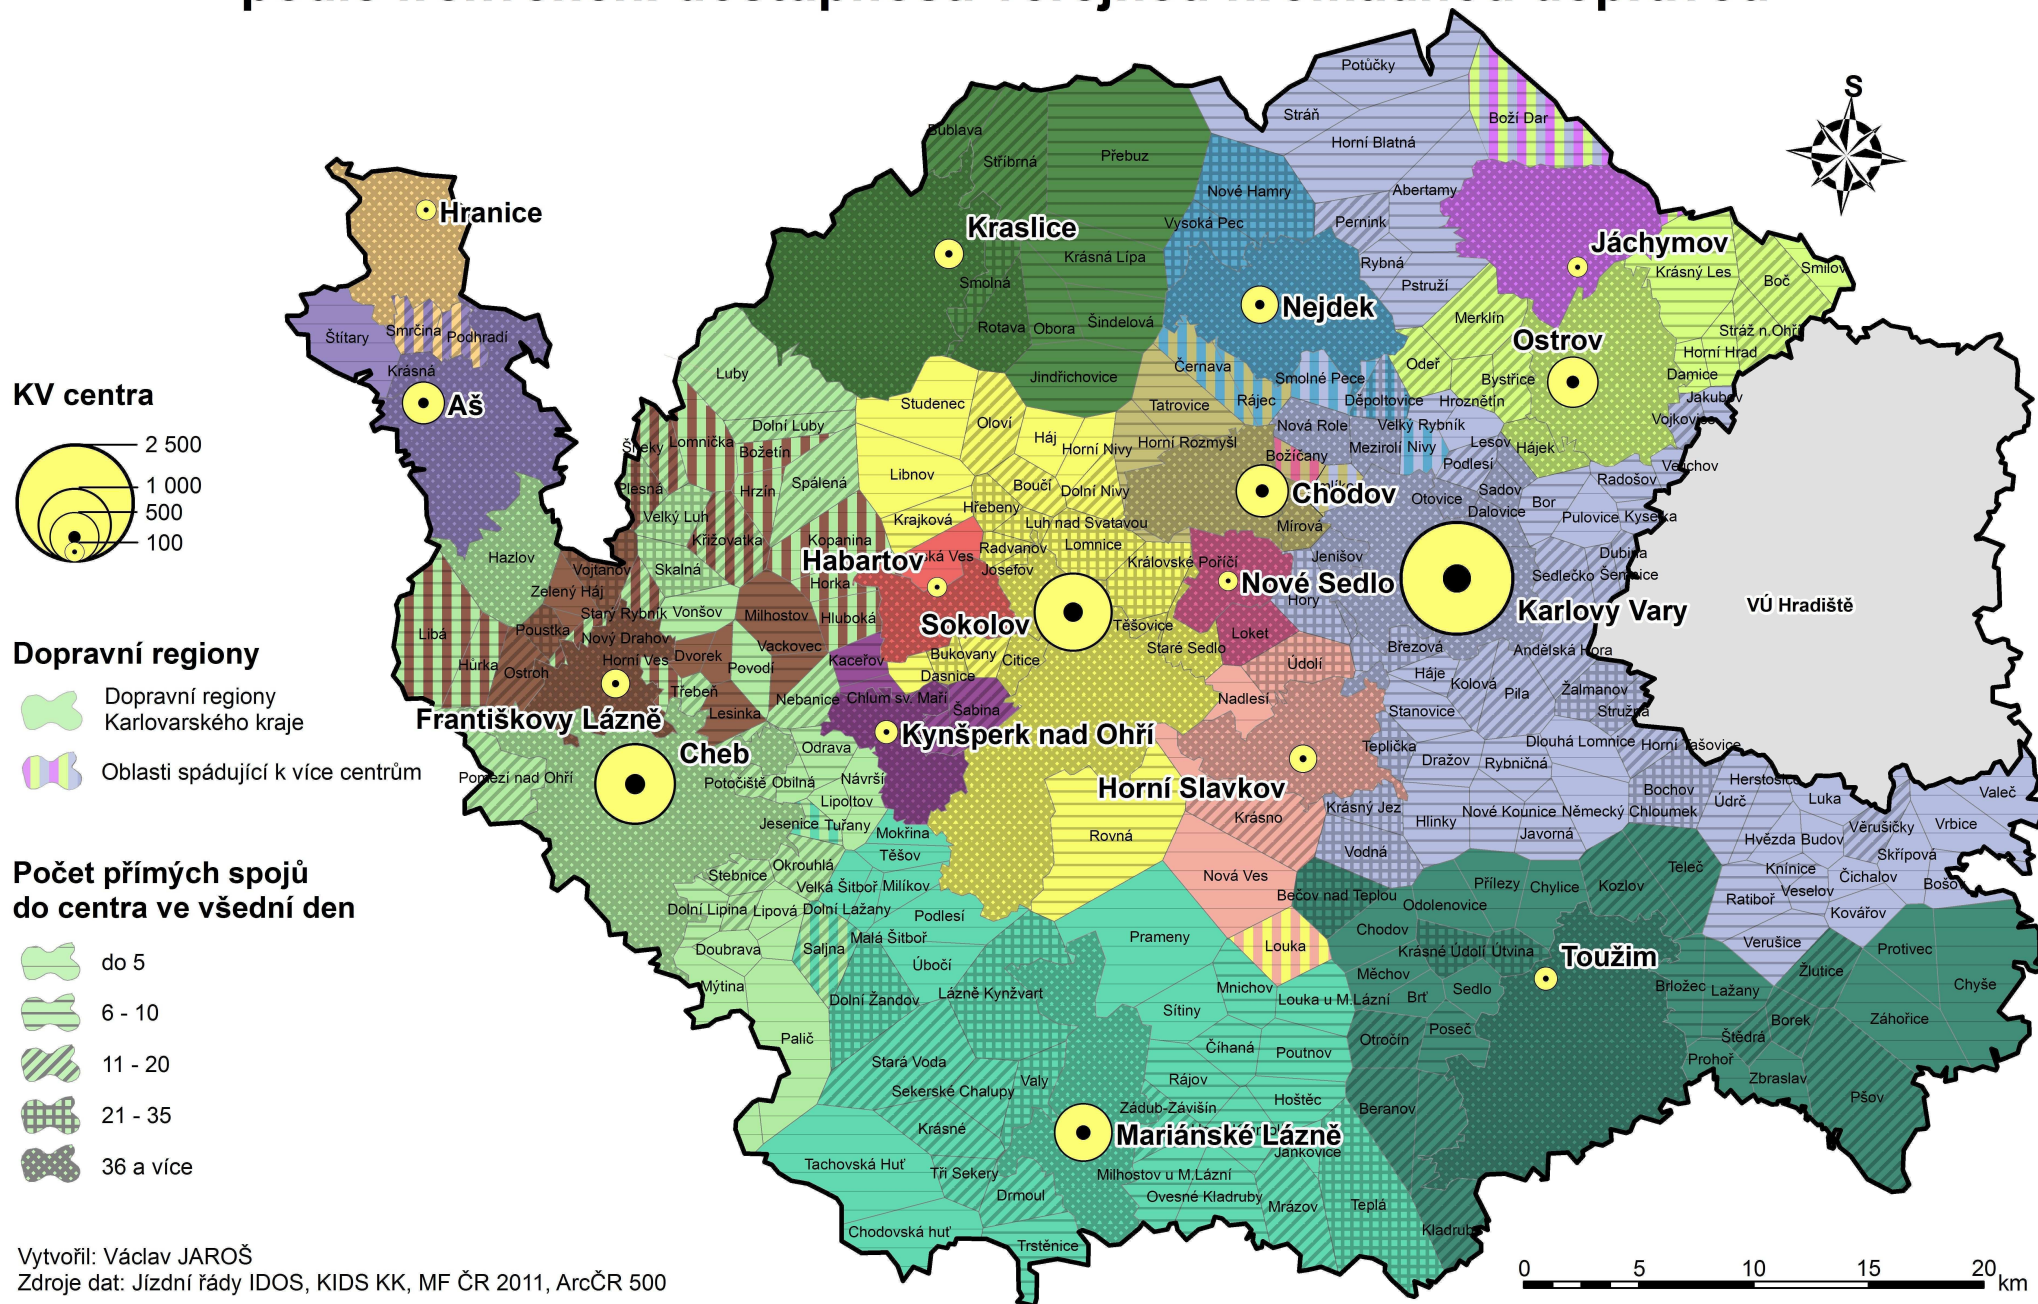 podle frekvenční dostupnosti veřejnou hromadnou dopravou
S
Potůčky
Stráň
Boží Dar
Horní Blatná
Bublava
Stříbrná
Přebuz
Nové Hamry
Abertamy
Hranice
Vysoká Pec
Pernink
Kraslice
Jáchymov
Krásná Lípa
Rybná
Krásný Les
Boč
Smilov
Smolná
Pstruží
Nejdek
Merklín
Rotava
Obora
Šindelová
Stráž n.Ohří
Štítary
Smrčina
Podhradí
Ostrov
Horní Hrad
Krásná
Luby
Jindřichovice
Černava
Smolné Pece
Odeř
Bystřice
Damice
KV centra
Aš
Studenec
Tatrovice
Rájec
Děpoltovice
Hroznětín
Jakubov
2 500
Dolní Luby
Oloví
Háj
Nová Role
Velký Rybník
Vojkovice
Lomnička
Božetín
Horní Nivy
Horní Rozmyšl
Mezirolí
Nivy
Lesov
Hájek
1 000
Božíčany
Podlesí
Velichov
500
Plesná
Hrzín
Spálená
Libnov
Boučí
Dolní Nivy
Chodov
Otovice
Sadov
Bor
Radošov
100
Velký Luh
Hřebeny
Dalovice
Krajková
Luh nad Svatavou
Mírová
Pulovice
Kyselka
Hazlov
Křižovatka
Kopanina
Radvanov
Lomnice
Jenišov
Dubina
Vojtanov
Skalná
Habartov
Josefov
Královské Poříčí
Nové Sedlo
Sedlečko
Šemnice
Zelený Háj
Horka
Hory
Karlovy Vary
VÚ Hradiště
Starý Rybník
Vonšov
Milhostov
Hluboká
Sokolov
Těšovice
Loket
Libá
Poustka
Nový Drahov
Vackovec
Staré Sedlo
Březová
Andělská Hora
Dopravní regiony
Hůrka
Ostroh
Horní Ves
Dvorek
Povodí
Kaceřov
Bukovany
Citice
Údolí
Háje
Dasnice
Kolová
Pila
Žalmanov
Dopravní regiony
Karlovarského kraje
Třebeň
Nebanice
Chlum sv. Maří
Nadlesí
Františkovy Lázně
Lesinka
Šabina
Stanovice
Stružná
Kynšperk nad Ohří
Cheb
Odrava
Teplička
Dlouhá Lomnice
Horní Tašovice
Oblasti spádující k více centrům
Pomezí nad Ohří
Potočiště
Obilná
Návrší
Horní Slavkov
Dražov
Rybničná
Herstošice
Lipoltov
Krásný Jez
Bochov
Údrč
Luka
Valeč
Jesenice
Tuřany
Mokřina
Rovná
Krásno
Hlinky
Nové Kounice
Německý Chloumek
Javorná
Věrušičky
Vrbice
Hvězda
Budov
Počet přímých spojů
do centra ve všední den
Těšov
Vodná
Skřípová
Stebnice
Okrouhlá
Velká Šitboř
Milíkov
Nová Ves
Bečov nad Teplou
Přílezy
Chylice
Kozlov
Teleč
Knínice
Čichalov
Bošov
Veselov
Dolní Lipina
Lipová
Dolní Lažany
Podlesí
Odolenovice
Ratiboř
Kovářov
do 5
Doubrava
Saljna
Malá Šitboř
Prameny
Louka
Chodov
Krásné Údolí
Útvina
Toužim
Verušice
Protivec
Úbočí
Měchov
Žlutice
6 - 10
Mýtina
Dolní Žandov
Lázně Kynžvart
Mnichov
Louka u M.Lázní
Brť
Sedlo
Brložec
Lažany
Chyše
Sítiny
Borek
Záhořice
11 - 20
Palič
Stará Voda
Číhaná
Poutnov
Otročín
Poseč
Štědrá
Valy
Rájov
Prohoř
Zbraslav
21 - 35
Sekerské Chalupy
Zádub-Závišín
Hoštěc
Beranov
Pšov
Krásné
Mariánské Lázně
36 a více
Tachovská Huť
Tři Sekery
Milhostov u M.Lázní
Jankovice
Drmoul
Ovesné Kladruby
Mrázov
Teplá
Chodovská huť
Trstěnice
Kladruby
Vytvořil: Václav JAROŠ
Zdroje dat: Jízdní řády IDOS, KIDS KK, MF ČR 2011, ArcČR 500
0 5 10 15 20 km